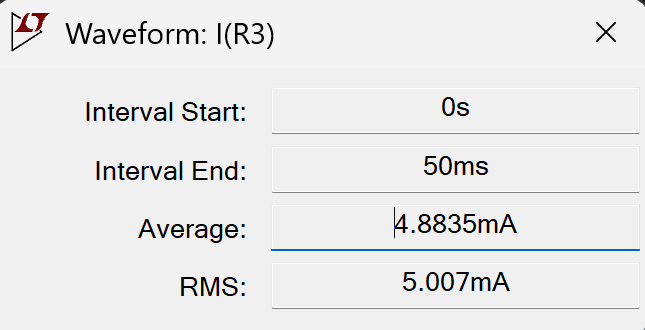 Waveform: I(R3)
Interval Start: 0s
Interval End: 50ms
Average: 4.8835mA
RMS: 5.007mA